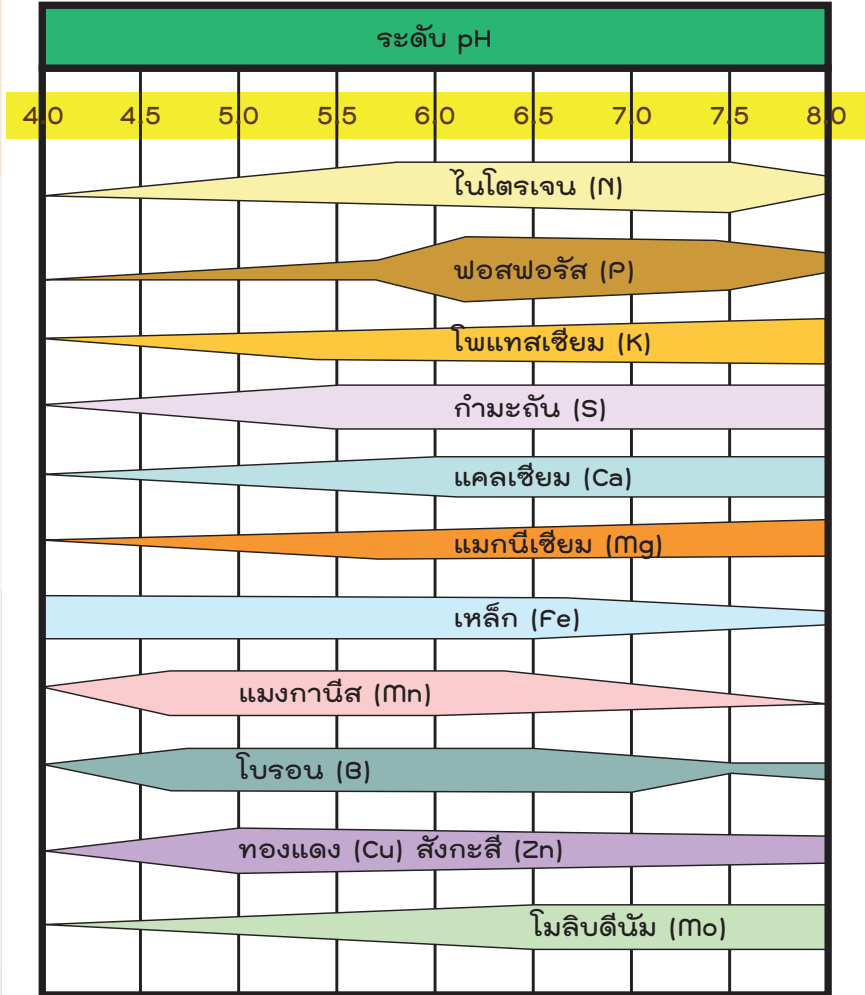 ระดับ pH
4.0 4.5 5.0 5.5 6.0 6.5 7.0 7.5 8.0
ไนโตรเจน (N)
ฟอสฟอรัส (P)
โพแทสเซียม (K)
กำมะถัน (S)
แคลเซียม (Ca)
แมกนีเซียม (Mg)
เหล็ก (Fe)
แมงกานีส (Mn)
โบรอน (B)
ทองแดง (Cu) สังกะสี (Zn)
โมลิบดีนัม (Mo)